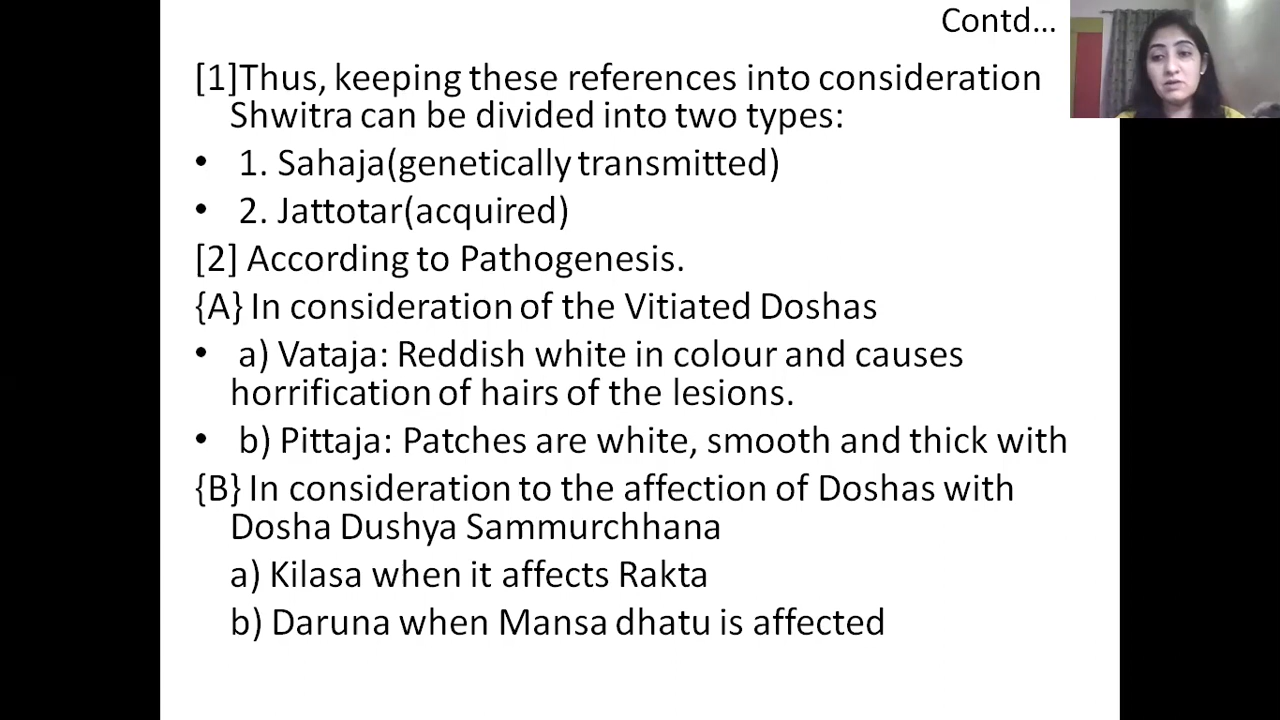 Contd...
[1]Thus, keeping these references into consideration
Shwitra can be divided into two types:
• 1. Sahaja(genetically transmitted)
• 2. Jattotar(acquired)
[2] According to Pathogenesis.
{A} In consideration of the Vitiated Doshas
• a) Vataja: Reddish white in colour and causes
horrification of hairs of the lesions.
• b) Pittaja: Patches are white, smooth and thick with
{B} In consideration to the affection of Doshas with
Dosha Dushya Sammurchhana
a) Kilasa when it affects Rakta
b) Daruna when Mansa dhatu is affected